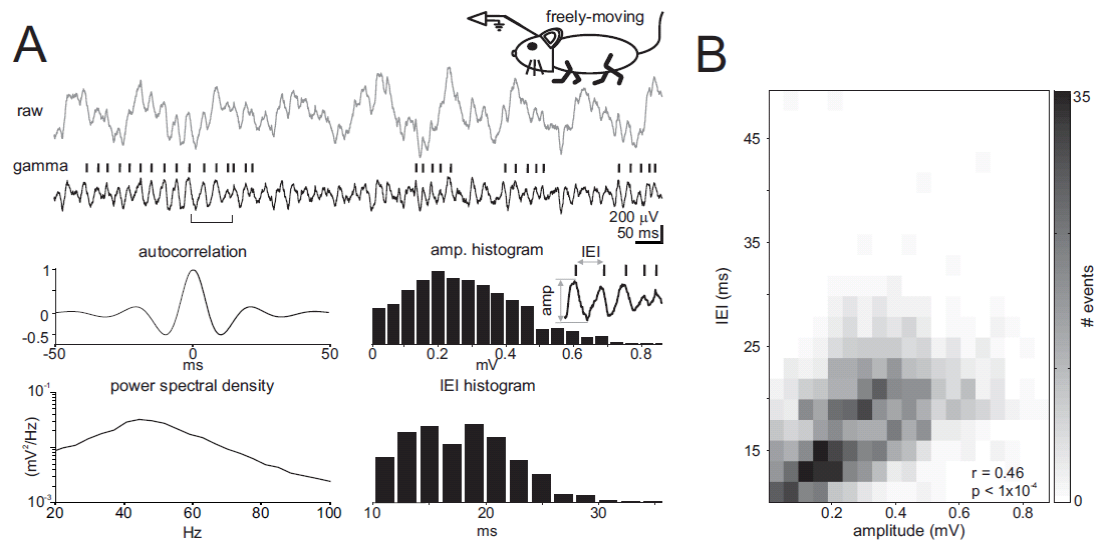 A
freely-moving
raw
gamma
200 μV
50 ms
autocorrelation
1
0
-0.5
-50
0
50
ms
amp. histogram
IEI
amp
0
0.2
0.4
0.6
0.8
mV
power spectral density
10⁻¹
(mV²/Hz)
10⁻³
20
40
60
80
100
Hz
IEI histogram
10
20
30
ms
B
35
45
35
25
15
IEI (ms)
# events
r = 0.46
p < 1x10⁻⁴
0
0.2
0.4
0.6
0.8
amplitude (mV)